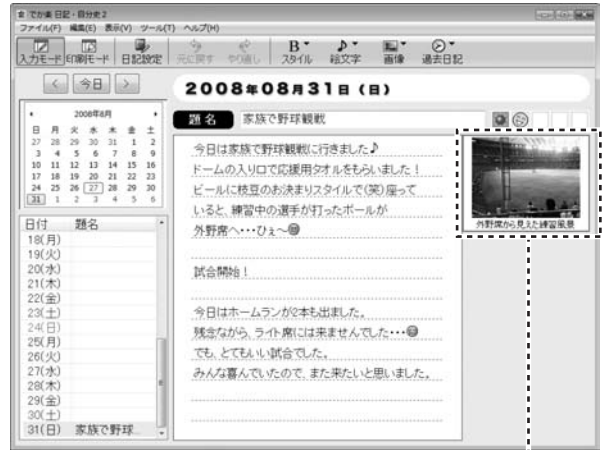 でか楽日記・自分史2
ファイル(F) 編集(E) 表示(V) ツール(T) ヘルプ(H)
入力モード 印刷モード 日記設定 元に戻す やり直し スタイル 絵文字 画像 過去日記
今日
2008年08月31日(日)
2008年8月
日 月 火 水 木 金 土
27 28 29 30 31 1 2
3 4 5 6 7 8 9
10 11 12 13 14 15 16
17 18 19 20 21 22 23
24 25 26 27 28 29 30
31 1 2 3 4 5 6
日付 題名
18(月)
19(火)
20(水)
21(木)
22(金)
23(土)
24(日)
25(月)
26(火)
27(水)
28(木)
29(金)
30(土)
31(日) 家族で野球...
題名 家族で野球観戦
今日は家族で野球観戦に行きました♪
ドームの入り口で応援用タオルをもらいました!
ビールに枝豆のお決まりスタイルで(笑)座って
いると、練習中の選手が打ったボールが
外野席へ・・・ひぇ~
試合開始!
今日はホームランが2本も出ました。
残念ながら、ライト席には来ませんでした・・・
でも、とてもいい試合でした。
みんな喜んでいたので、また来たいと思いました。
外野席から見えた練習風景